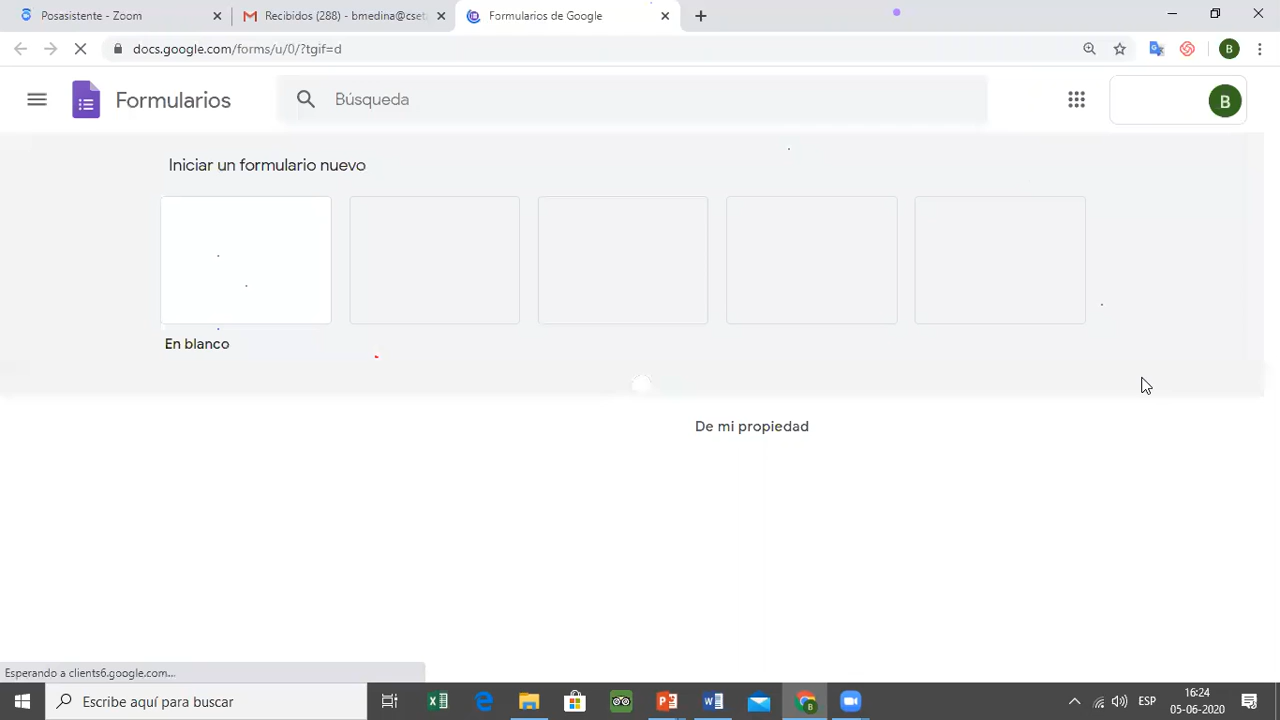 Posasistente - Zoom
Recibidos (288) - bmedina@cset
Formularios de Google
docs.google.com/forms/u/0/?tgif=d
B
Formularios
Búsqueda
B
Iniciar un formulario nuevo
En blanco
De mi propiedad
Esperando a clients6.google.com...
Escribe aquí para buscar
ESP
16:24
05-06-2020